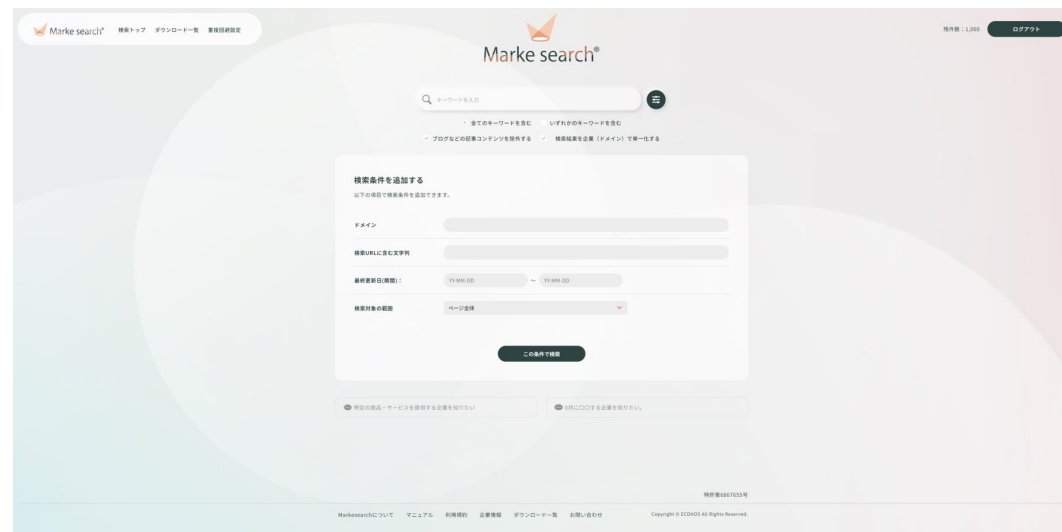 Marke search®
検索トップ ダウンロード一覧 重複回避設定
残件数：1,000
ログアウト
Marke search®
キーワードを入力
全てのキーワードを含む いずれかのキーワードを含む
ブログなどの記事コンテンツを除外する 検索結果を企業（ドメイン）で単一化する
検索条件を追加する
以下の項目で検索条件を追加できます。
ドメイン
検索URLに含む文字列
最終更新日(期間)： YY-MM-DD ～ YY-MM-DD
検索対象の範囲 ページ全体
この条件で検索
特定の商品・サービスを提供する企業を知りたい
○月に□□する企業を知りたい。
特許第6867655号
Markesearchについて マニュアル 利用規約 企業情報 ダウンロード一覧 お問い合わせ
Copyright © ECONOS All Rights Reserved.